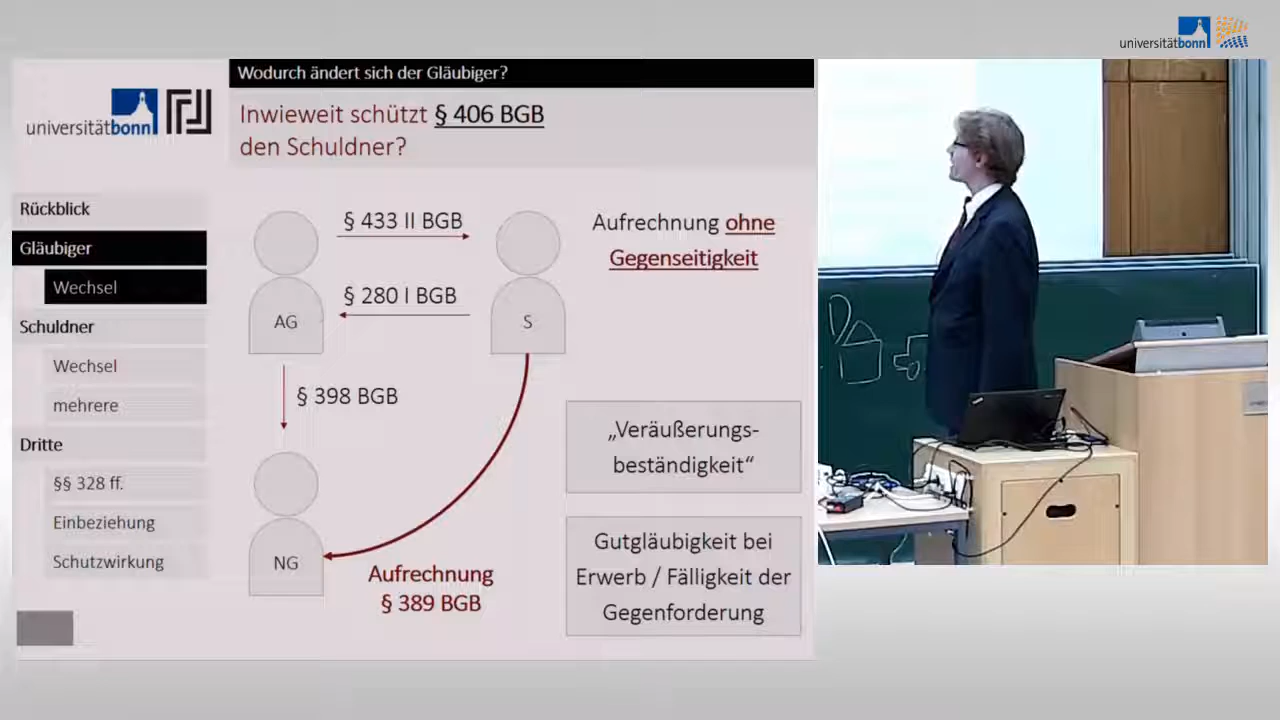 universitätbonn
Wodurch ändert sich der Gläubiger?
universitätbonn
Inwieweit schützt § 406 BGB
den Schuldner?
Rückblick
Gläubiger
Wechsel
Schuldner
Wechsel
mehrere
Dritte
§§ 328 ff.
Einbeziehung
Schutzwirkung
§ 433 II BGB
§ 280 I BGB
AG
S
§ 398 BGB
NG
Aufrechnung
§ 389 BGB
Aufrechnung ohne
Gegenseitigkeit
„Veräußerungs-
beständigkeit“
Gutgläubigkeit bei
Erwerb / Fälligkeit der
Gegenforderung